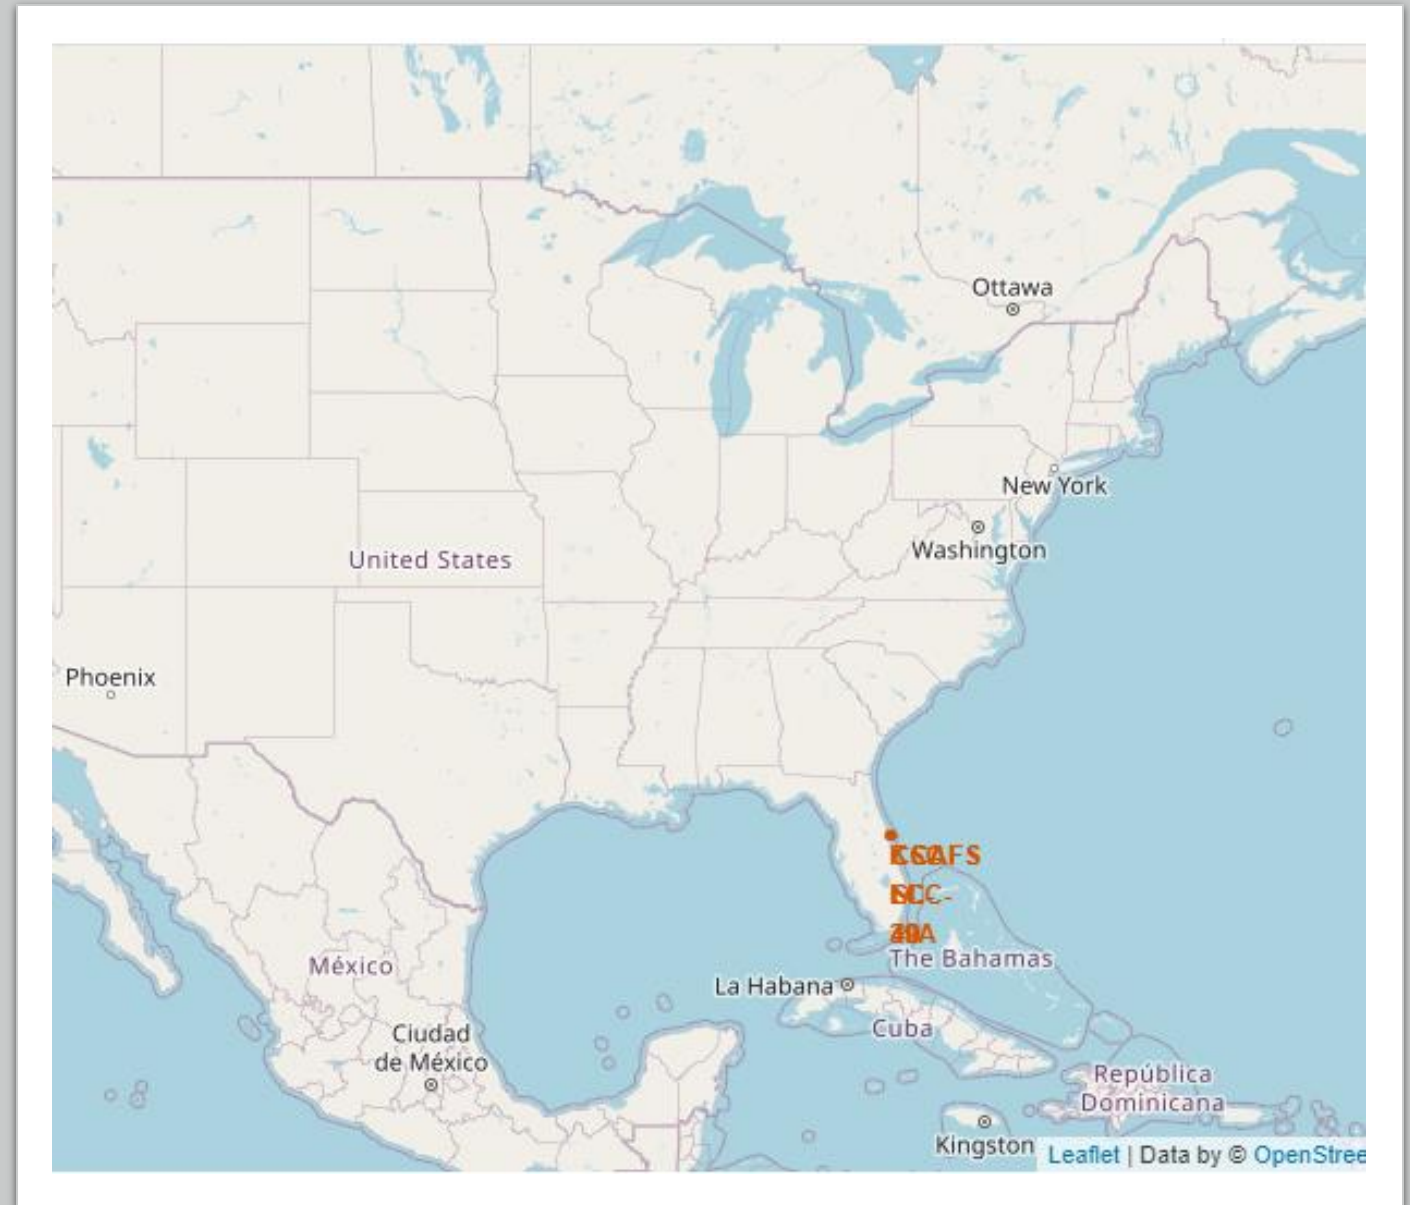 Ottawa
New York
Washington
United States
Phoenix
The Bahamas
México
La Habana
Cuba
Ciudad
de México
República
Dominicana
Kingston
Leaflet | Data by © OpenStree